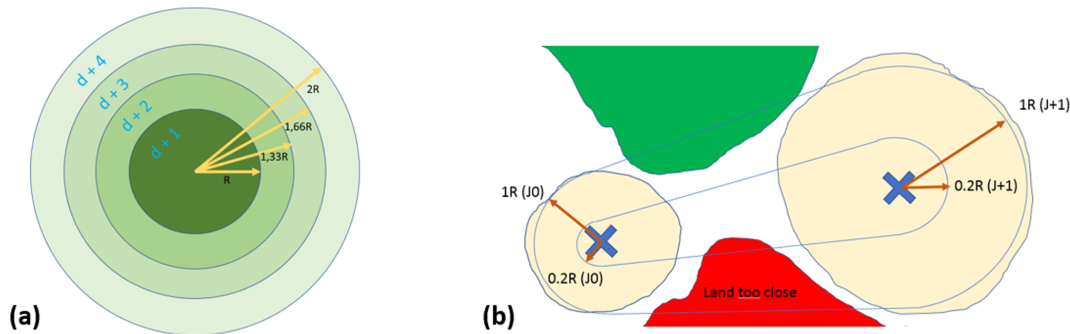 d + 4
d + 3
d + 2
d + 1
2R
1,66R
1,33R
R
(a)
1R (J+1)
0.2R (J+1)
1R (J0)
0.2R (J0)
Land too close
(b)